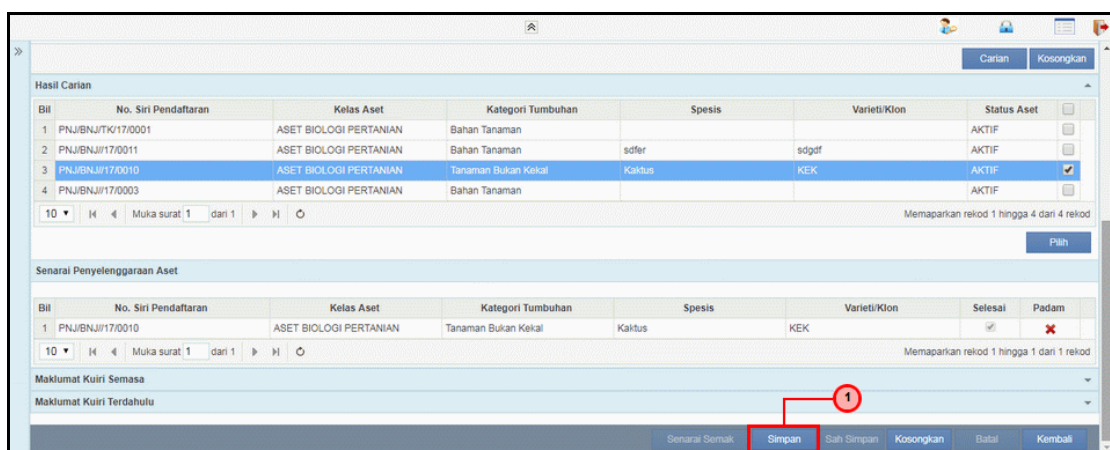 Carian Kosongkan
Hasil Carian
Bil No. Siri Pendaftaran Kelas Aset Kategori Tumbuhan Spesis Varieti/Klon Status Aset
1 PNJ/BNJ/TK/17/0001 ASET BIOLOGI PERTANIAN Bahan Tanaman AKTIF
2 PNJ/BNJ//17/0011 ASET BIOLOGI PERTANIAN Bahan Tanaman sdfer sdgdf AKTIF
3 PNJ/BNJ//17/0010 ASET BIOLOGI PERTANIAN Tanaman Bukan Kekal Kaktus KEK AKTIF
4 PNJ/BNJ//17/0003 ASET BIOLOGI PERTANIAN Bahan Tanaman AKTIF
10 Muka surat 1 dari 1 Memaparkan rekod 1 hingga 4 dari 4 rekod
Pilih
Senarai Penyelenggaraan Aset
Bil No. Siri Pendaftaran Kelas Aset Kategori Tumbuhan Spesis Varieti/Klon Selesai Padam
1 PNJ/BNJ//17/0010 ASET BIOLOGI PERTANIAN Tanaman Bukan Kekal Kaktus KEK
10 Muka surat 1 dari 1 Memaparkan rekod 1 hingga 1 dari 1 rekod
Maklumat Kuiri Semasa
Maklumat Kuiri Terdahulu
1
Senarai Semak Simpan Sah Simpan Kosongkan Batal Kembali